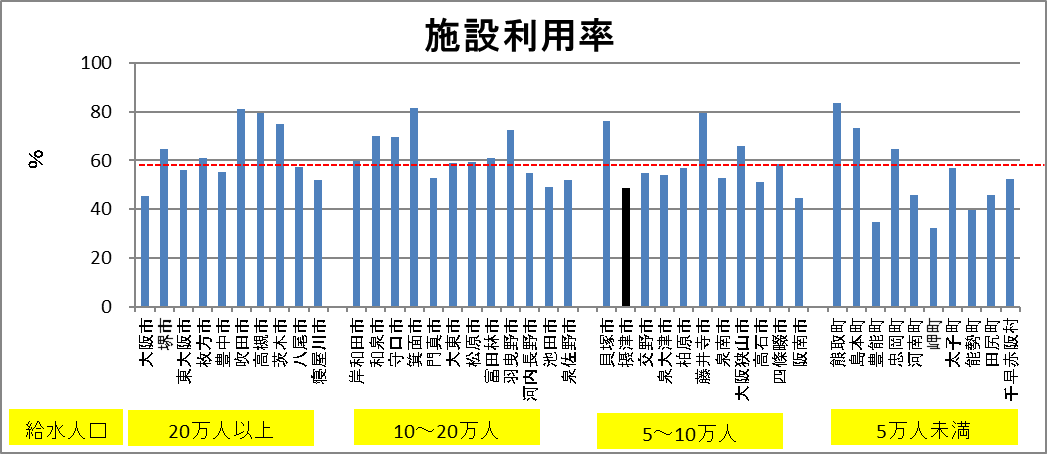 施設利用率
%
100
80
60
40
20
0
大阪市
堺市
東大阪市
枚方市
豊中市
吹田市
高槻市
茨木市
八尾市
寝屋川市
岸和田市
和泉市
守口市
箕面市
門真市
大東市
松原市
富田林市
羽曳野市
河内長野市
池田市
泉佐野市
貝塚市
摂津市
交野市
泉大津市
柏原市
藤井寺市
泉南市
大阪狭山市
高石市
四條畷市
阪南市
熊取町
島本町
豊能町
忠岡町
河南町
岬町
太子町
能勢町
田尻町
千早赤阪村
給水人口
20万人以上
10～20万人
5～10万人
5万人未満